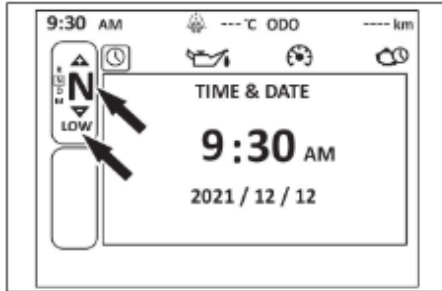 9:30 AM --- ℃ ODO ---- km
N
LOW
TIME & DATE
9:30 AM
2021 / 12 / 12